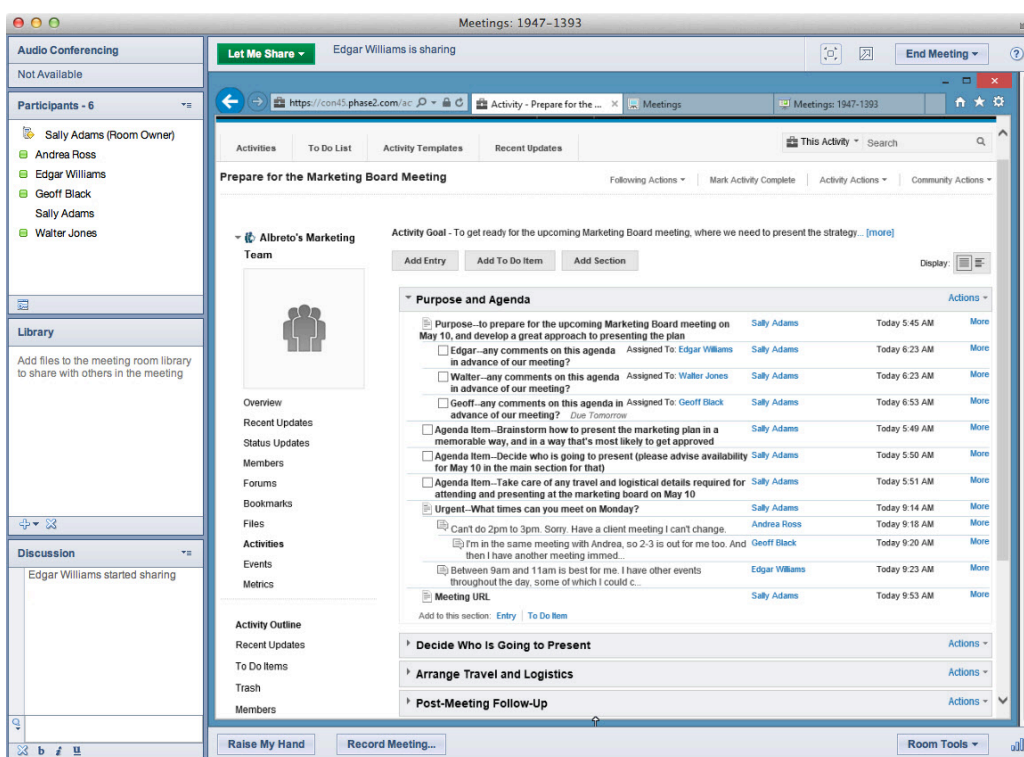 Meetings: 1947-1393
Audio Conferencing
Not Available
Participants - 6
Sally Adams (Room Owner)
Andrea Ross
Edgar Williams
Geoff Black
Sally Adams
Walter Jones
Library
Add files to the meeting room library
to share with others in the meeting
Discussion
Edgar Williams started sharing
b i u
Let Me Share
Edgar Williams is sharing
End Meeting
?
https://con45.phase2.com/ac
Activity - Prepare for the ...
Meetings
Meetings: 1947-1393
Activities To Do List Activity Templates Recent Updates
This Activity Search
Prepare for the Marketing Board Meeting
Following Actions Mark Activity Complete Activity Actions Community Actions
Albreto's Marketing
Team
Overview
Recent Updates
Status Updates
Members
Forums
Bookmarks
Files
Activities
Events
Metrics
Activity Outline
Recent Updates
To Do Items
Trash
Members
Activity Goal - To get ready for the upcoming Marketing Board meeting, where we need to present the strategy... [more]
Add Entry Add To Do Item Add Section
Display:
Purpose and Agenda Actions
Purpose--to prepare for the upcoming Marketing Board meeting on Sally Adams Today 5:45 AM More
May 10, and develop a great approach to presenting the plan
Edgar--any comments on this agenda Assigned To: Edgar Williams Sally Adams Today 6:23 AM More
in advance of our meeting?
Walter--any comments on this agenda Assigned To: Walter Jones Sally Adams Today 6:23 AM More
in advance of our meeting?
Geoff--any comments on this agenda in Assigned To: Geoff Black Sally Adams Today 6:53 AM More
advance of our meeting? Due Tomorrow
Agenda Item--Brainstorm how to present the marketing plan in a Sally Adams Today 5:49 AM More
memorable way, and in a way that's most likely to get approved
Agenda Item--Decide who is going to present (please advise availability Sally Adams Today 5:50 AM More
for May 10 in the main section for that)
Agenda Item--Take care of any travel and logistical details required for Sally Adams Today 5:51 AM More
attending and presenting at the marketing board on May 10
Urgent--What times can you meet on Monday? Sally Adams Today 9:14 AM More
Can't do 2pm to 3pm. Sorry. Have a client meeting I can't change. Andrea Ross Today 9:18 AM More
I'm in the same meeting with Andrea, so 2-3 is out for me too. And Geoff Black Today 9:20 AM More
then I have another meeting immed...
Between 9am and 11am is best for me. I have other events Edgar Williams Today 9:23 AM More
throughout the day, some of which I could c...
Meeting URL Sally Adams Today 9:53 AM More
Add to this section: Entry To Do Item
Decide Who Is Going to Present Actions
Arrange Travel and Logistics Actions
Post-Meeting Follow-Up Actions
Raise My Hand Record Meeting... Room Tools